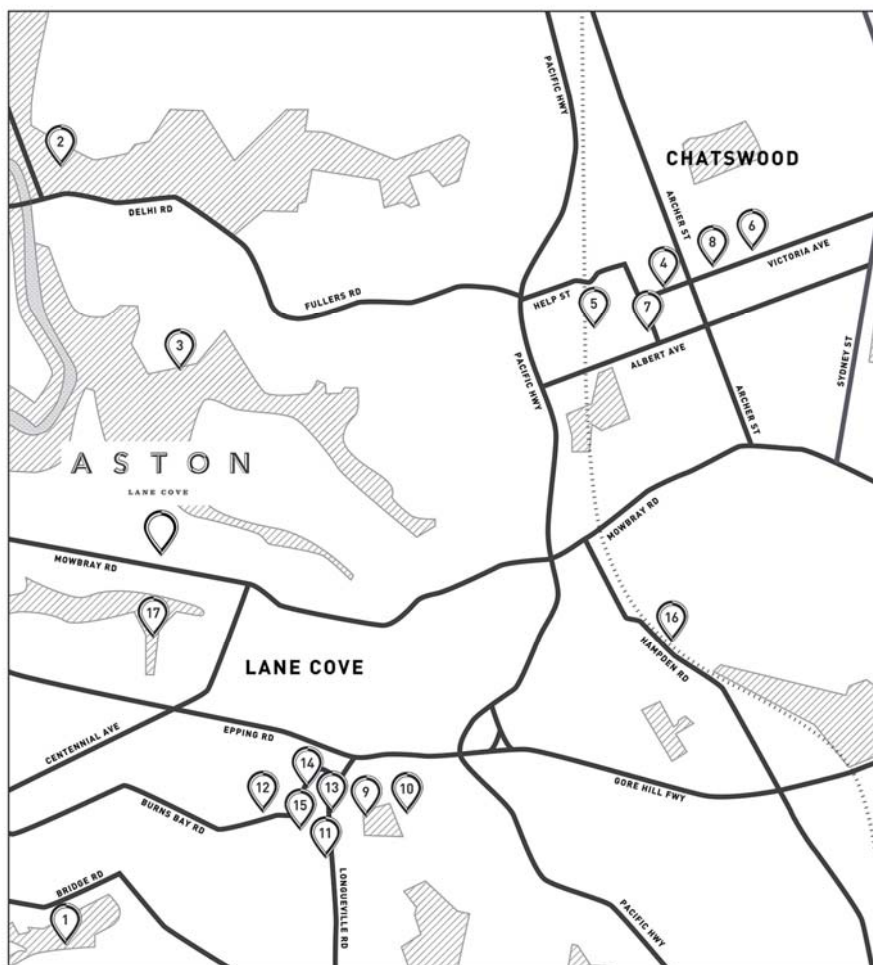 PACIFIC HWY
CHATSWOOD
2
ARCHER ST
DELHI RD
8
6
4
VICTORIA AVE
FULLERS RD
HELP ST
5
7
3
ALBERT AVE
PACIFIC HWY
SYDNEY ST
ARCHER ST
ASTON
LANE COVE
MOWBRAY RD
MOWBRAY RD
17
16
HAMPDEN RD
LANE COVE
CENTENNIAL AVE
EPPING RD
14
12
13
9
10
15
GORE HILL FWY
BURNS BAY RD
11
BRIDGE RD
LONGUEVILLE RD
1
PACIFIC HWY